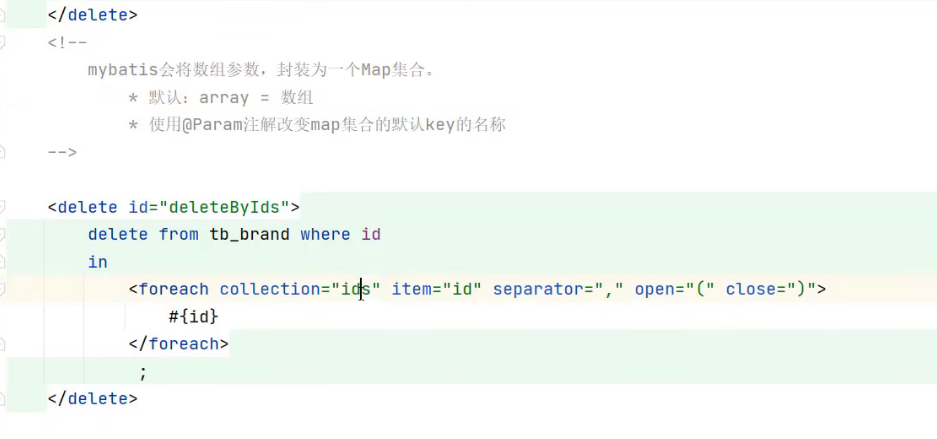 </delete>
<!--
mybatis会将数组参数，封装为一个Map集合。
* 默认：array = 数组
* 使用@Param注解改变map集合的默认key的名称
-->
<delete id="deleteByIds">
delete from tb_brand where id
in
<foreach collection="ids" item="id" separator="," open="(" close=")">
#{id}
</foreach>
;
</delete>